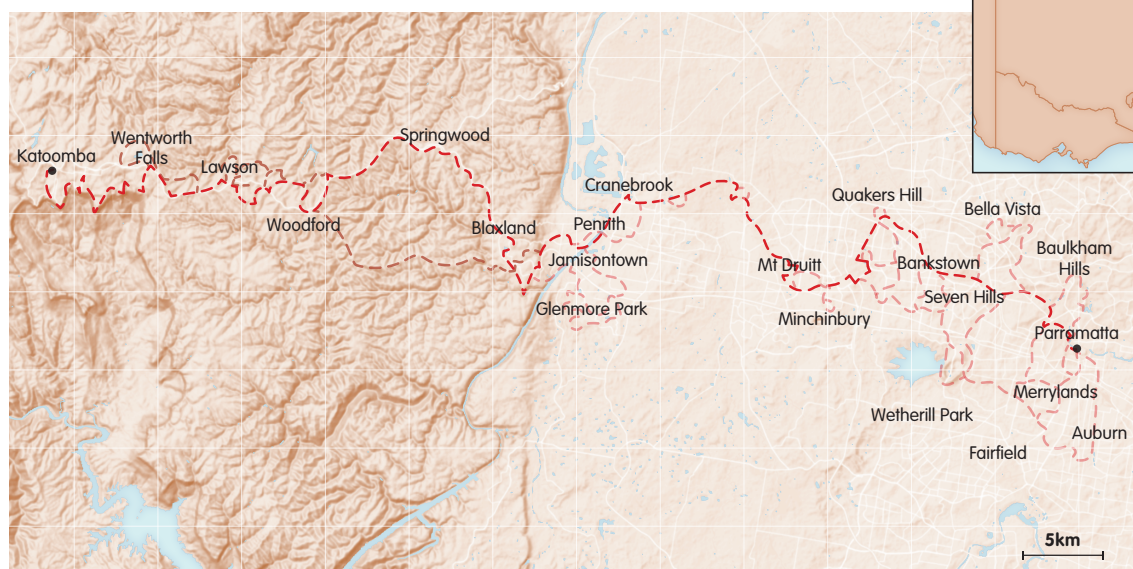 Wentworth
Falls
Katoomba
Lawson
Springwood
Woodford
Blaxland
Cranebrook
Penrith
Jamisontown
Glenmore Park
Quakers Hill
Bella Vista
Baulkham
Hills
Mt Druitt
Bankstown
Seven Hills
Minchinbury
Parramatta
Merrylands
Wetherill Park
Auburn
Fairfield
5km